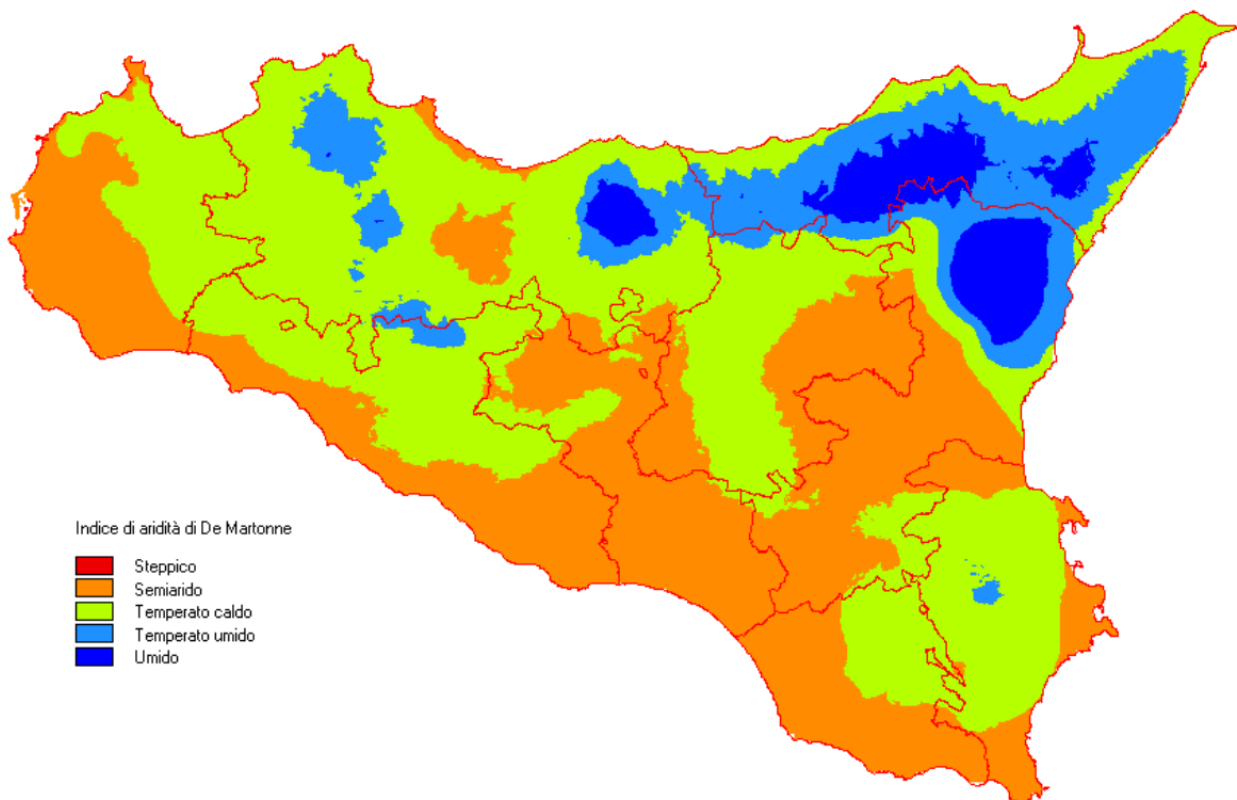 Indice di aridità di De Martonne
Steppico
Semiarido
Temperato caldo
Temperato umido
Umido